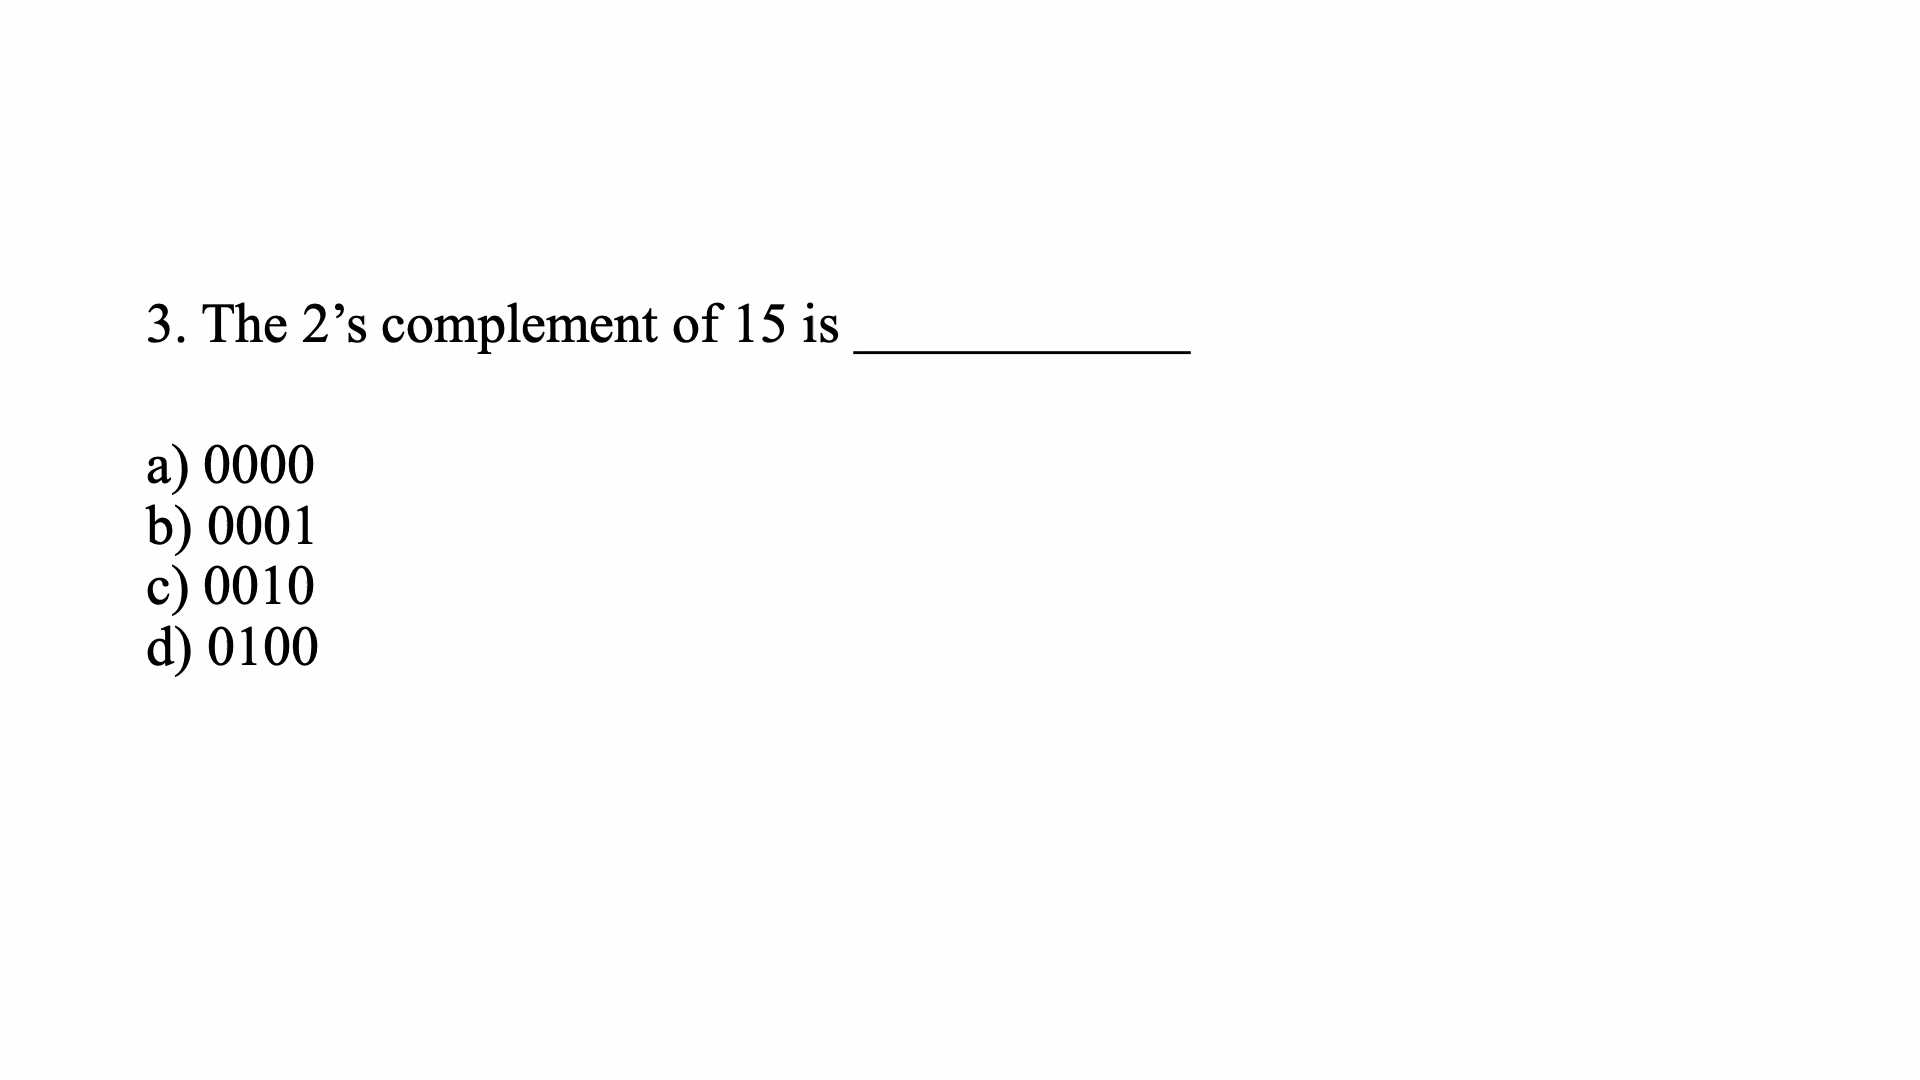 3. The 2’s complement of 15 is ____________
a) 0000
b) 0001
c) 0010
d) 0100